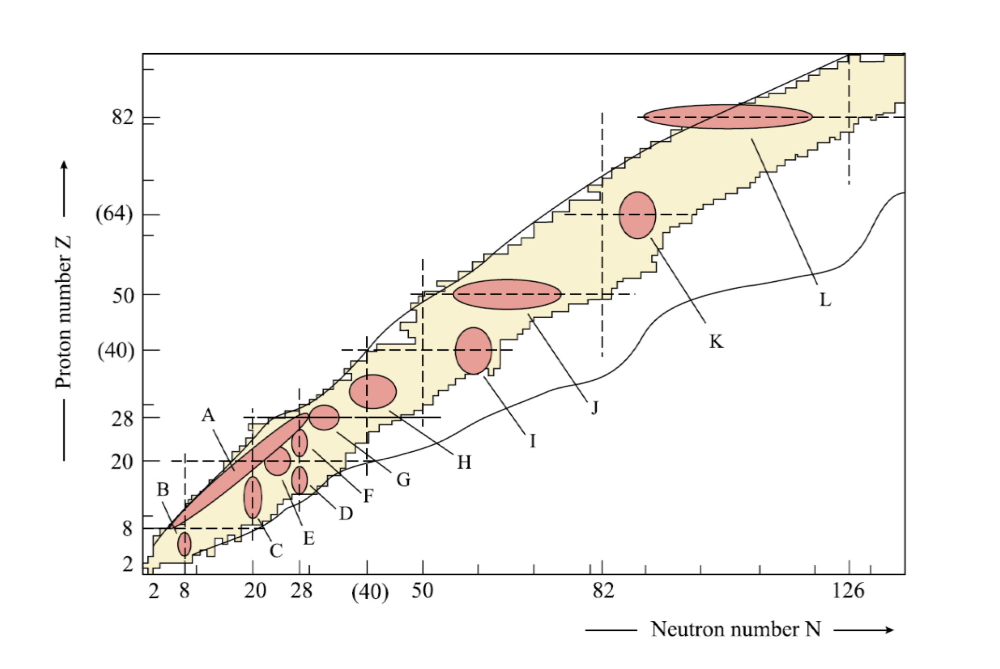 82
(64)
50
(40)
28
20
8
2
Proton number Z
A
B
C
D
E
F
G
H
I
J
K
L
2 8 20 28 (40) 50 82 126
Neutron number N